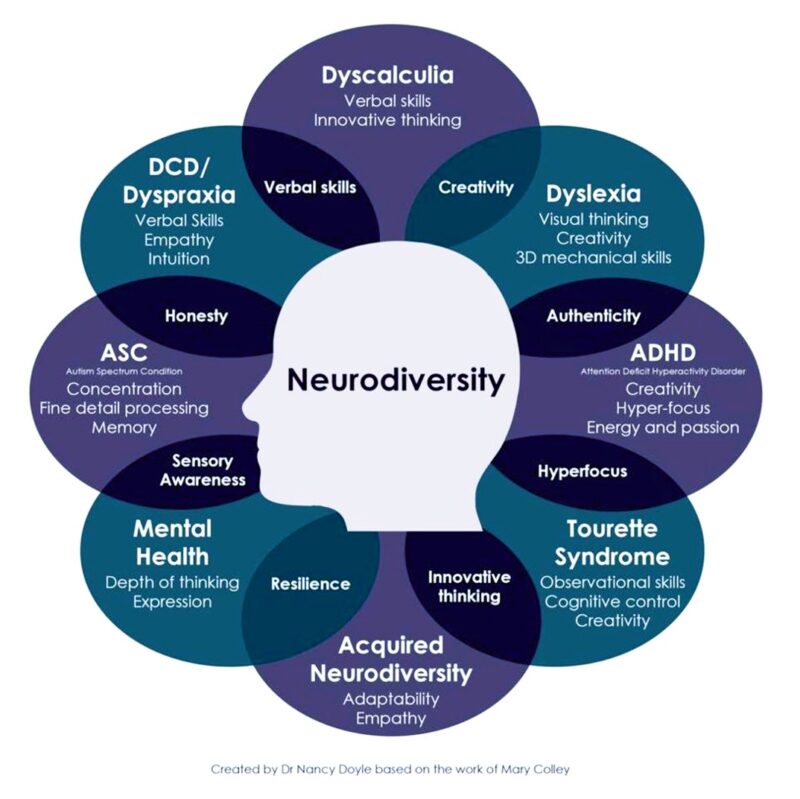 Dyscalculia
Verbal skills
Innovative thinking
Verbal skills
Creativity
DCD/
Dyspraxia
Verbal Skills
Empathy
Intuition
Dyslexia
Visual thinking
Creativity
3D mechanical skills
Honesty
Authenticity
Neurodiversity
ASC
Autism Spectrum Condition
Concentration
Fine detail processing
Memory
ADHD
Attention Deficit Hyperactivity Disorder
Creativity
Hyper-focus
Energy and passion
Sensory
Awareness
Hyperfocus
Mental
Health
Depth of thinking
Expression
Resilience
Innovative
thinking
Tourette
Syndrome
Observational skills
Cognitive control
Creativity
Acquired
Neurodiversity
Adaptability
Empathy
Created by Dr Nancy Doyle based on the work of Mary Colley